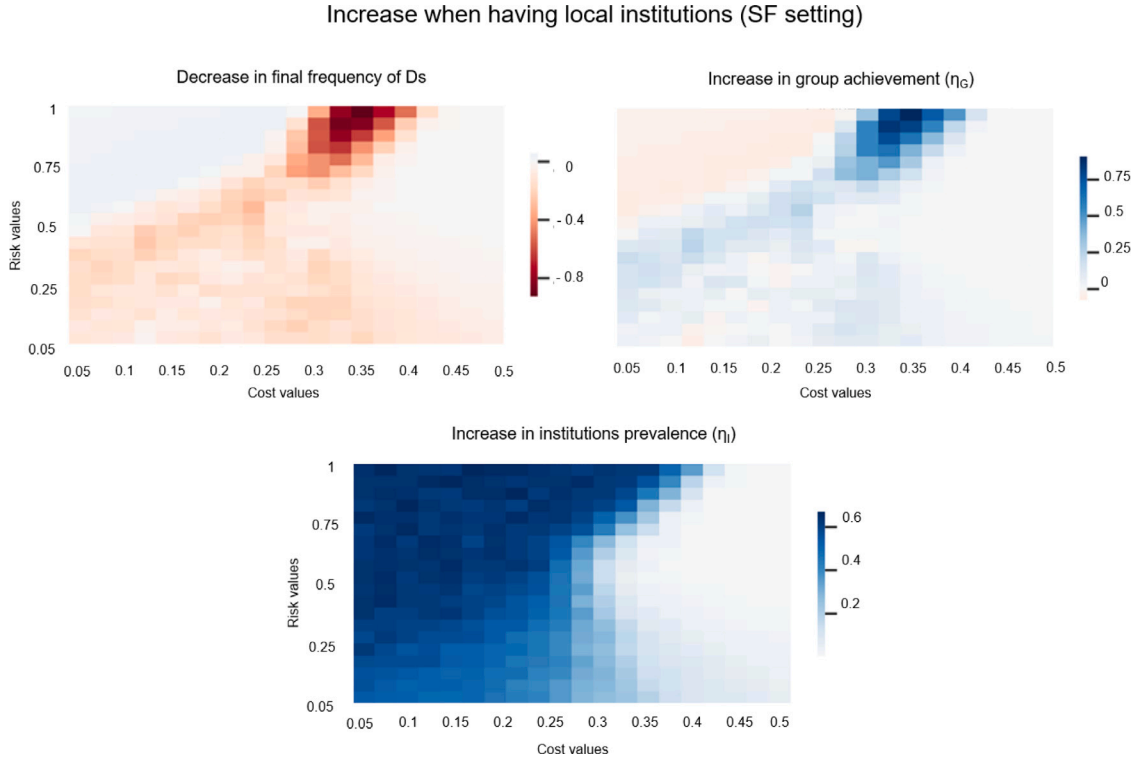 Increase when having local institutions (SF setting)
Decrease in final frequency of Ds
Increase in group achievement (ηG)
1
0.75
0.5
0.25
0.05
Risk values
0.05 0.1 0.15 0.2 0.25 0.3 0.35 0.4 0.45 0.5
Cost values
0
- 0.4
- 0.8
0.05 0.1 0.15 0.2 0.25 0.3 0.35 0.4 0.45 0.5
Cost values
0.75
0.5
0.25
0
Increase in institutions prevalence (ηI)
1
0.75
0.5
0.25
0.05
Risk values
0.05 0.1 0.15 0.2 0.25 0.3 0.35 0.4 0.45 0.5
Cost values
0.6
0.4
0.2